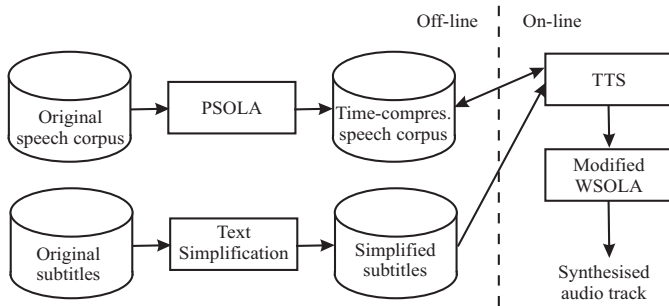 Off-line
On-line
Original
speech corpus
PSOLA
Time-compres.
speech corpus
TTS
Modified
WSOLA
Original
subtitles
Text
Simplification
Simplified
subtitles
Synthesised
audio track